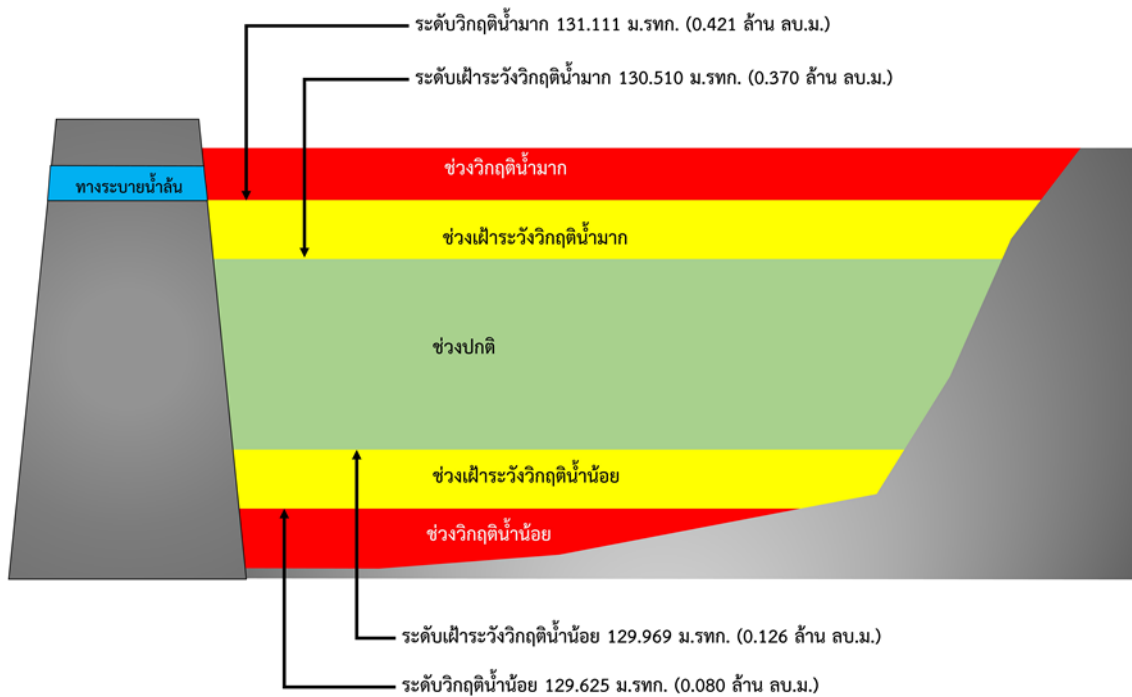 ระดับวิกฤติน้ำมาก 131.111 ม.รทก. (0.421 ล้าน ลบ.ม.)
ระดับเฝ้าระวังวิกฤติน้ำมาก 130.510 ม.รทก. (0.370 ล้าน ลบ.ม.)
ช่วงวิกฤติน้ำมาก
ทางระบายน้ำล้น
ช่วงเฝ้าระวังวิกฤติน้ำมาก
ช่วงปกติ
ช่วงเฝ้าระวังวิกฤติน้ำน้อย
ช่วงวิกฤติน้ำน้อย
ระดับเฝ้าระวังวิกฤติน้ำน้อย 129.969 ม.รทก. (0.126 ล้าน ลบ.ม.)
ระดับวิกฤติน้ำน้อย 129.625 ม.รทก. (0.080 ล้าน ลบ.ม.)